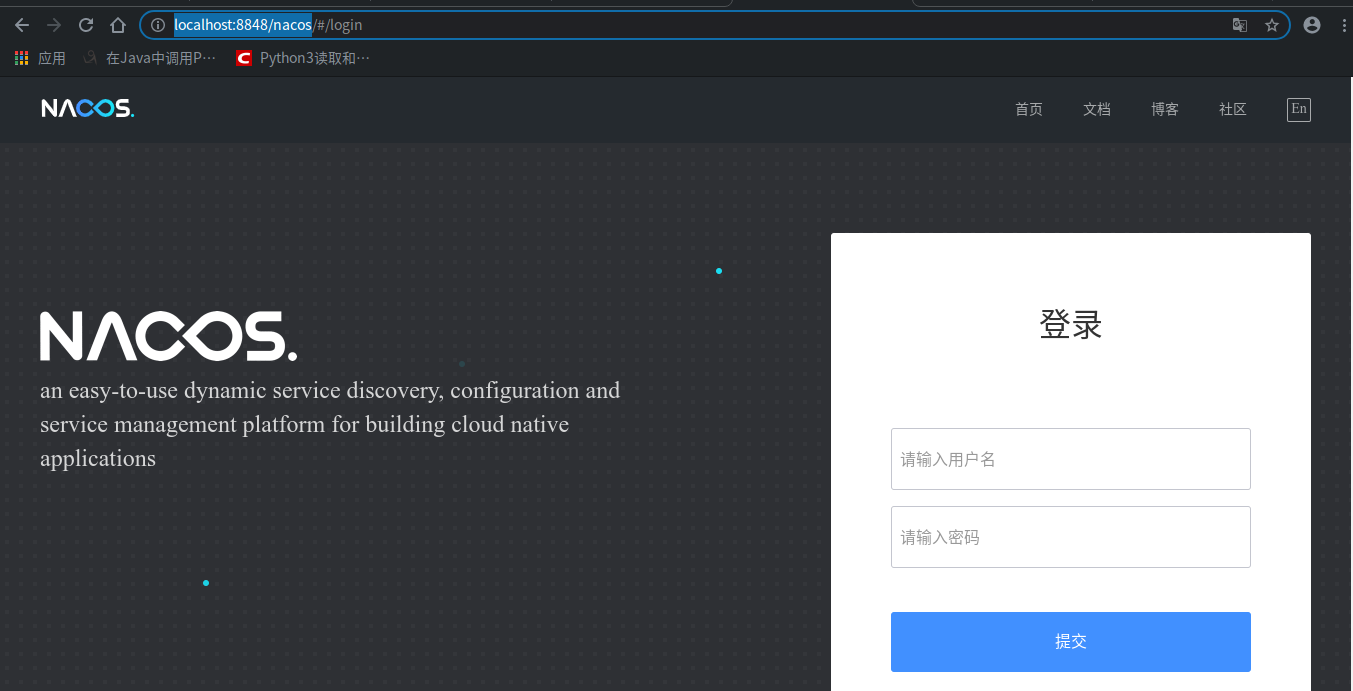 localhost:8848/nacos/#/login
应用 在Java中调用P… Python3读取和…
NACOS. 首页 文档 博客 社区 En
登录
NACOS.
an easy-to-use dynamic service discovery, configuration and
service management platform for building cloud native
applications
请输入用户名
请输入密码
提交